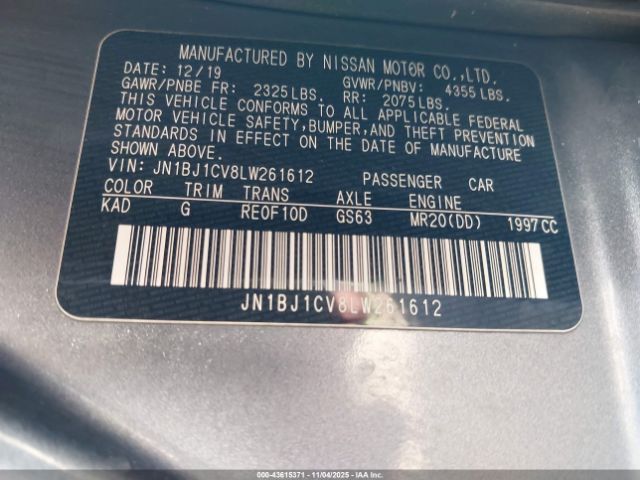 MANUFACTURED BY NISSAN MOTOR CO.,LTD.
DATE: 12/19 GVWR/PNBV: 4355 LBS.
GAWR/PNBE FR: 2325 LBS. RR: 2075 LBS.
THIS VEHICLE CONFORMS TO ALL APPLICABLE FEDERAL
MOTOR VEHICLE SAFETY, BUMPER, AND THEFT PREVENTION
STANDARDS IN EFFECT ON THE DATE OF MANUFACTURE
SHOWN ABOVE.
VIN: JN1BJ1CV8LW261612 PASSENGER CAR
COLOR TRIM TRANS AXLE ENGINE
KAD G RE0F10D GS63 MR20(DD) 1997CC
JN1BJ1CV8LW261612
000-43615371 - 11/04/2025 - IAAI.COM